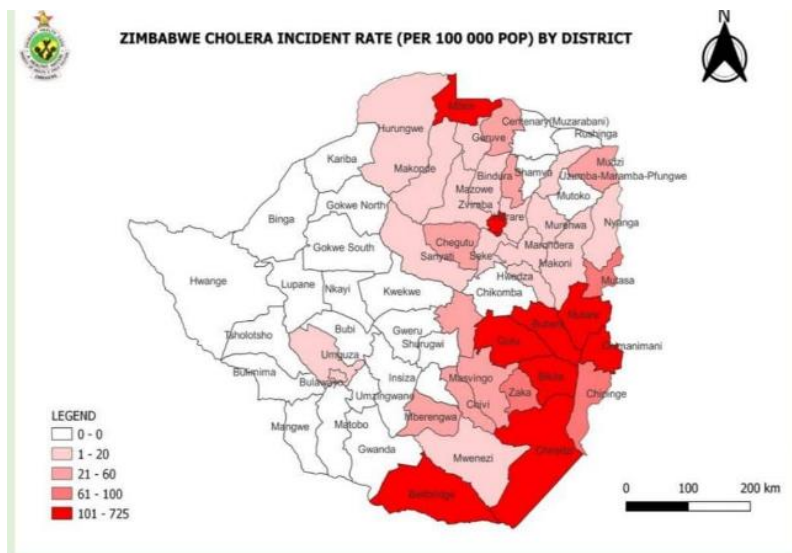 ZIMBABWE CHOLERA INCIDENT RATE (PER 100 000 POP) BY DISTRICT
N
Mbire
Centenary(Muzarabani)
Rushinga
Hurungwe
Guruve
Kariba
Makonde
Bindura
Shamva
Mudzi
Uzumba-Maramba-Pfungwe
Mazowe
Mutoko
Gokwe North
Zvimba
Binga
Murehwa
Nyanga
Chegutu
Gokwe South
Sanyati
Seke
Marondera
Makoni
Hwange
Hwedza
Mutasa
Lupane
Nkayi
Kwekwe
Chikomba
Mutare
Buhera
Tsholotsho
Bubi
Gweru
Shurugwi
Gutu
Chimanimani
Umguza
Bulilima
Bulawayo
Insiza
Masvingo
Bikita
Zaka
Chipinge
Umzingwane
Mberengwa
Chivi
Mangwe
Matobo
Gwanda
Mwenezi
Chiredzi
Beitbridge
LEGEND
0 - 0
1 - 20
21 - 60
61 - 100
101 - 725
0 100 200 km